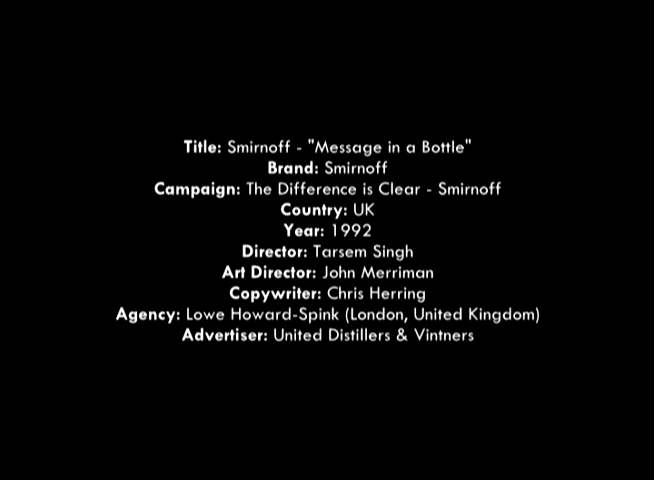 Title: Smirnoff - "Message in a Bottle"
Brand: Smirnoff
Campaign: The Difference is Clear - Smirnoff
Country: UK
Year: 1992
Director: Tarsem Singh
Art Director: John Merriman
Copywriter: Chris Herring
Agency: Lowe Howard-Spink (London, United Kingdom)
Advertiser: United Distillers & Vintners